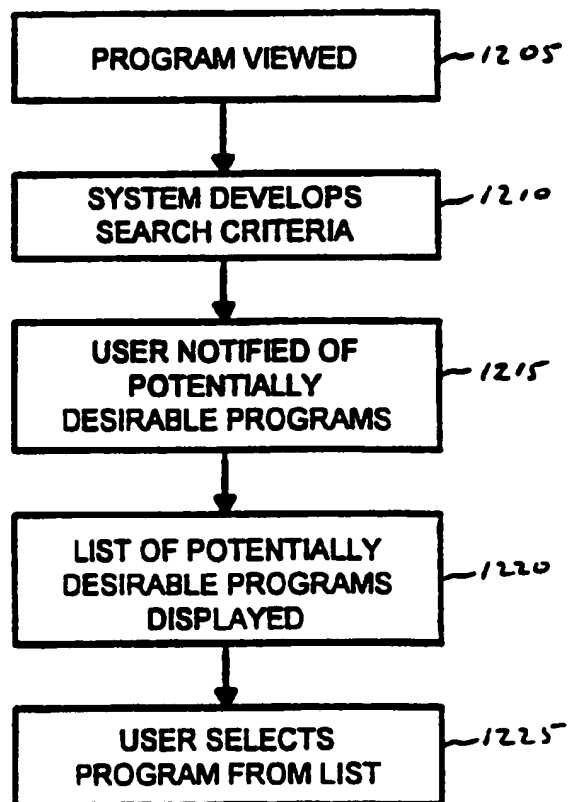 PROGRAM VIEWED
1205
SYSTEM DEVELOPS
SEARCH CRITERIA
1210
USER NOTIFIED OF
POTENTIALLY
DESIRABLE PROGRAMS
1215
LIST OF POTENTIALLY
DESIRABLE PROGRAMS
DISPLAYED
1220
USER SELECTS
PROGRAM FROM LIST
1225